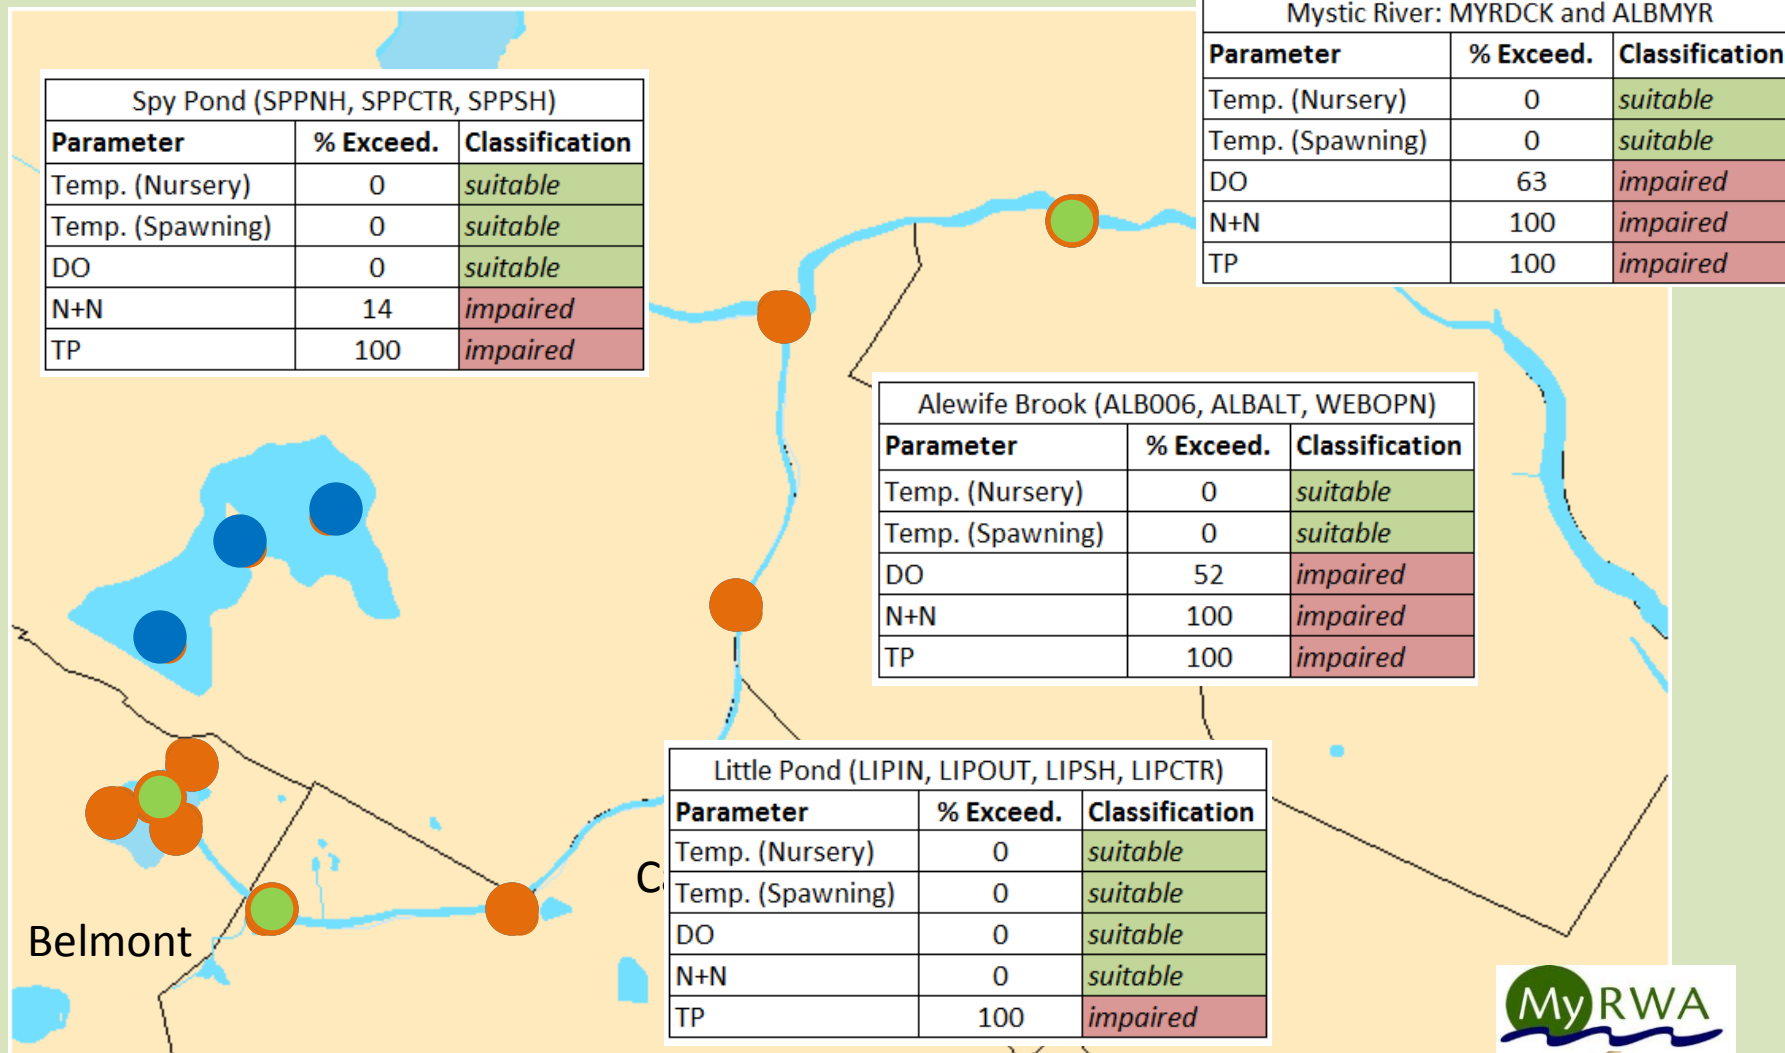 Mystic River: MYRDCK and ALBMYR
Parameter % Exceed. Classification
Temp. (Nursery) 0 suitable
Temp. (Spawning) 0 suitable
DO 63 impaired
N+N 100 impaired
TP 100 impaired
Spy Pond (SPPNH, SPPCTR, SPPSH)
Parameter % Exceed. Classification
Temp. (Nursery) 0 suitable
Temp. (Spawning) 0 suitable
DO 0 suitable
N+N 14 impaired
TP 100 impaired
Alewife Brook (ALB006, ALBALT, WEBOPN)
Parameter % Exceed. Classification
Temp. (Nursery) 0 suitable
Temp. (Spawning) 0 suitable
DO 52 impaired
N+N 100 impaired
TP 100 impaired
Little Pond (LIPIN, LIPOUT, LIPSH, LIPCTR)
Parameter % Exceed. Classification
Temp. (Nursery) 0 suitable
Temp. (Spawning) 0 suitable
DO 0 suitable
N+N 0 suitable
TP 100 impaired
Belmont
MyRWA